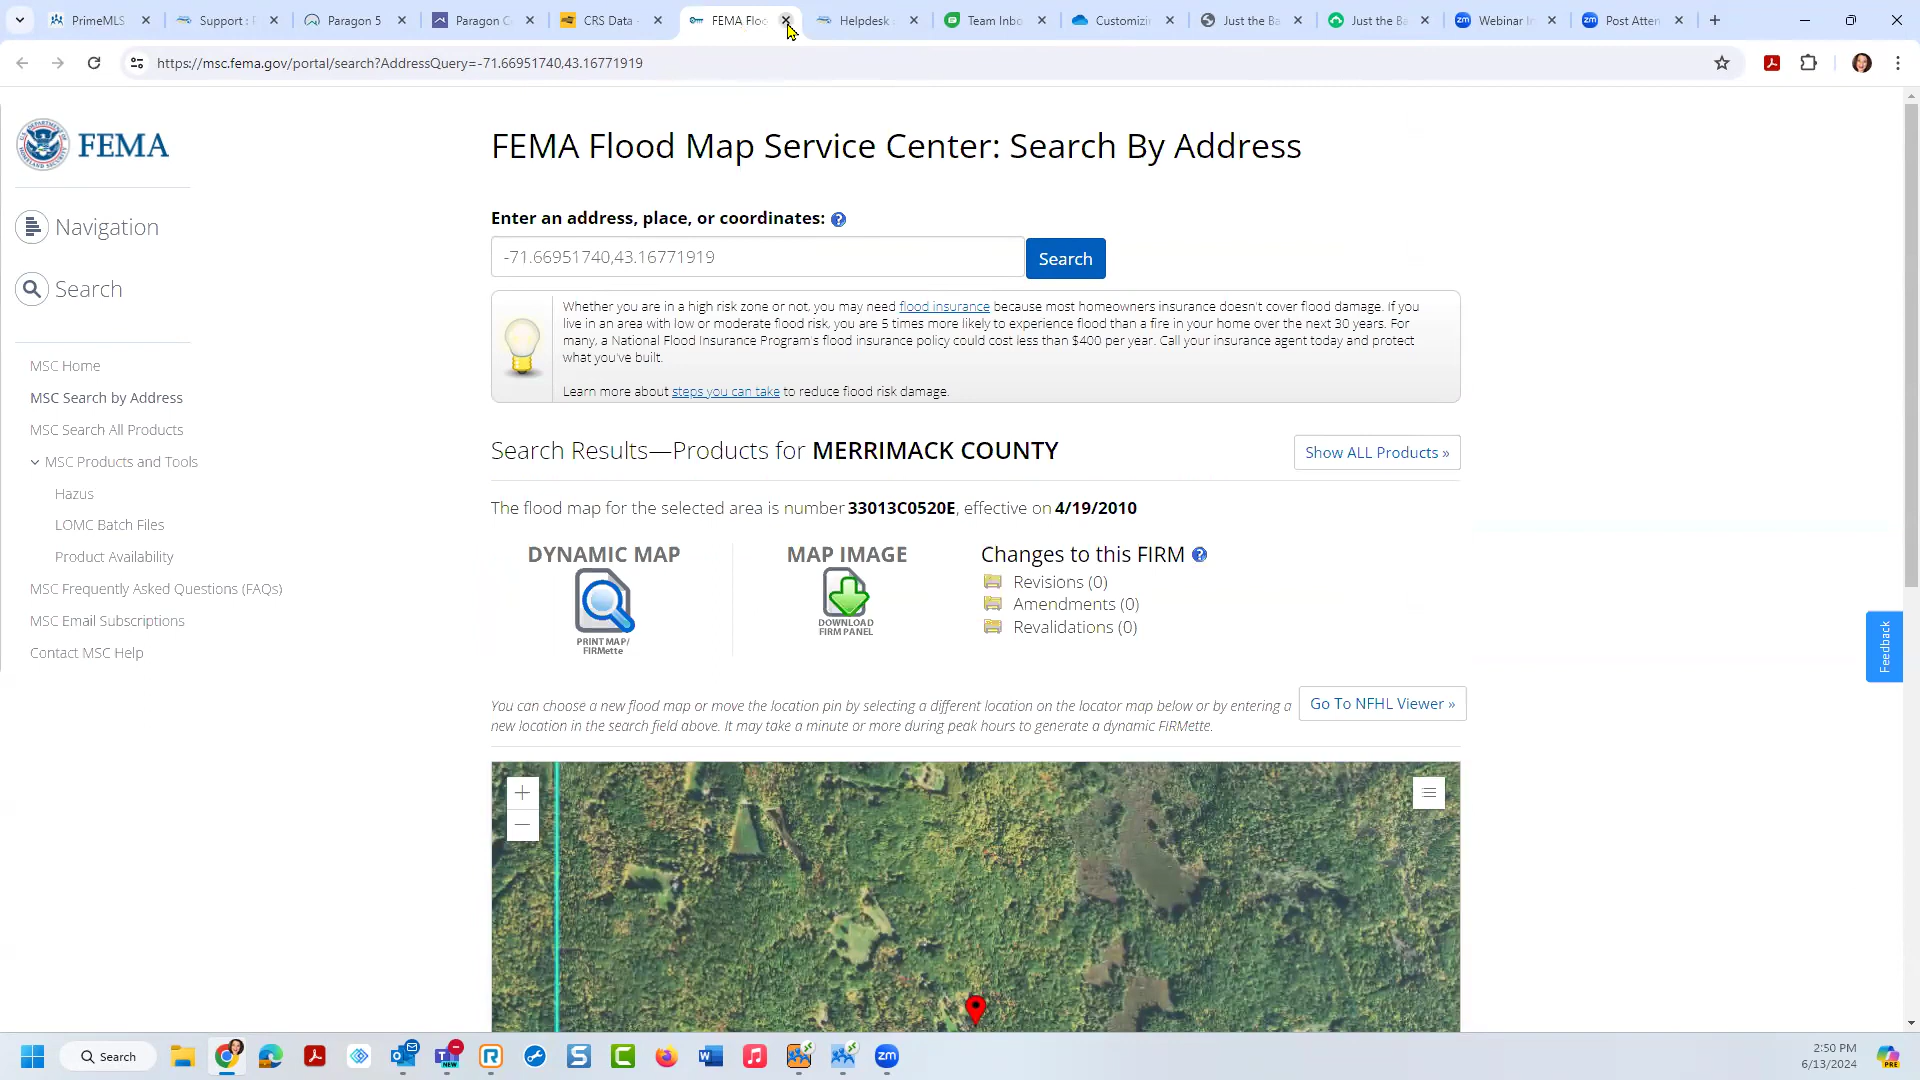 PrimeMLS
Support : F
Paragon 5
Paragon C
CRS Data -
FEMA Floo
Helpdesk
Team Inbo
Customizi
Just the Ba
Just the Ba
Webinar I
Post Atten
https://msc.fema.gov/portal/search?AddressQuery=-71.66951740,43.16771919
FEMA
Navigation
Search
MSC Home
MSC Search by Address
MSC Search All Products
MSC Products and Tools
Hazus
LOMC Batch Files
Product Availability
MSC Frequently Asked Questions (FAQs)
MSC Email Subscriptions
Contact MSC Help
FEMA Flood Map Service Center: Search By Address
Enter an address, place, or coordinates:
-71.66951740,43.16771919
Search
Whether you are in a high risk zone or not, you may need flood insurance because most homeowners insurance doesn't cover flood damage. If you
live in an area with low or moderate flood risk, you are 5 times more likely to experience flood than a fire in your home over the next 30 years. For
many, a National Flood Insurance Program's flood insurance policy could cost less than $400 per year. Call your insurance agent today and protect
what you've built.
Learn more about steps you can take to reduce flood risk damage.
Search Results—Products for MERRIMACK COUNTY
Show ALL Products »
The flood map for the selected area is number 33013C0520E, effective on 4/19/2010
DYNAMIC MAP
PRINT MAP/
FIRMette
MAP IMAGE
DOWNLOAD
FIRM PANEL
Changes to this FIRM
Revisions (0)
Amendments (0)
Revalidations (0)
You can choose a new flood map or move the location pin by selecting a different location on the locator map below or by entering a
new location in the search field above. It may take a minute or more during peak hours to generate a dynamic FIRMette.
Go To NFHL Viewer »
Feedback
Search
NEW
zm
2:50 PM
6/13/2024
PRE